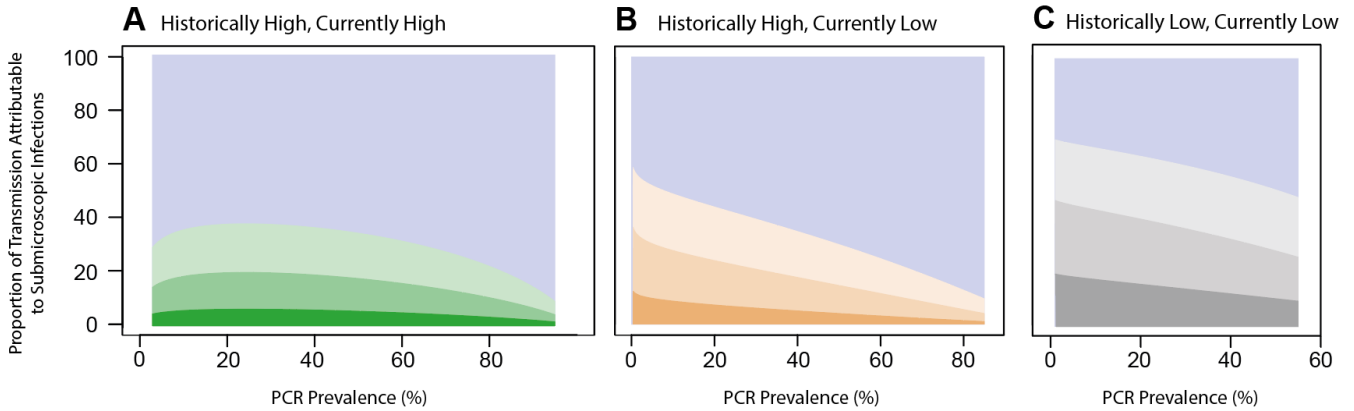 A Historically High, Currently High
B Historically High, Currently Low
C Historically Low, Currently Low
Proportion of Transmission Attributable
to Submicroscopic Infections
100
80
60
40
20
0
0 20 40 60 80
0 20 40 60 80
0 20 40 60
PCR Prevalence (%)
PCR Prevalence (%)
PCR Prevalence (%)